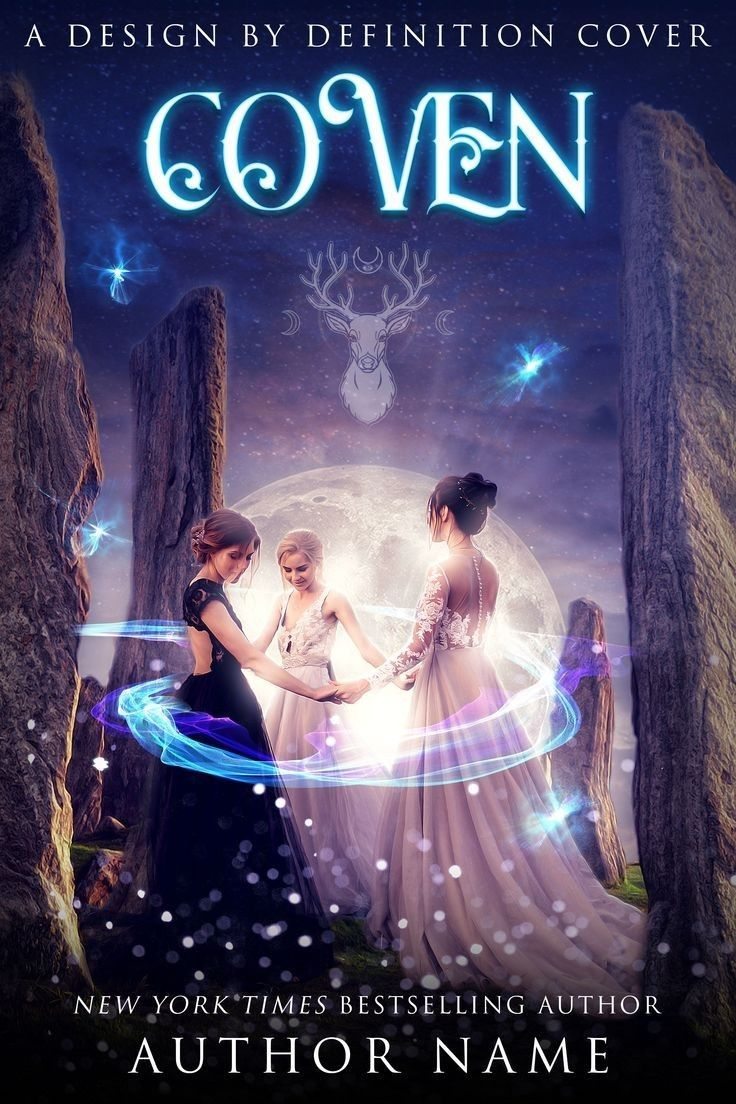 A DESIGN BY DEFINITION COVER
COVEN
NEW YORK TIMES BESTSELLING AUTHOR
AUTHOR NAME